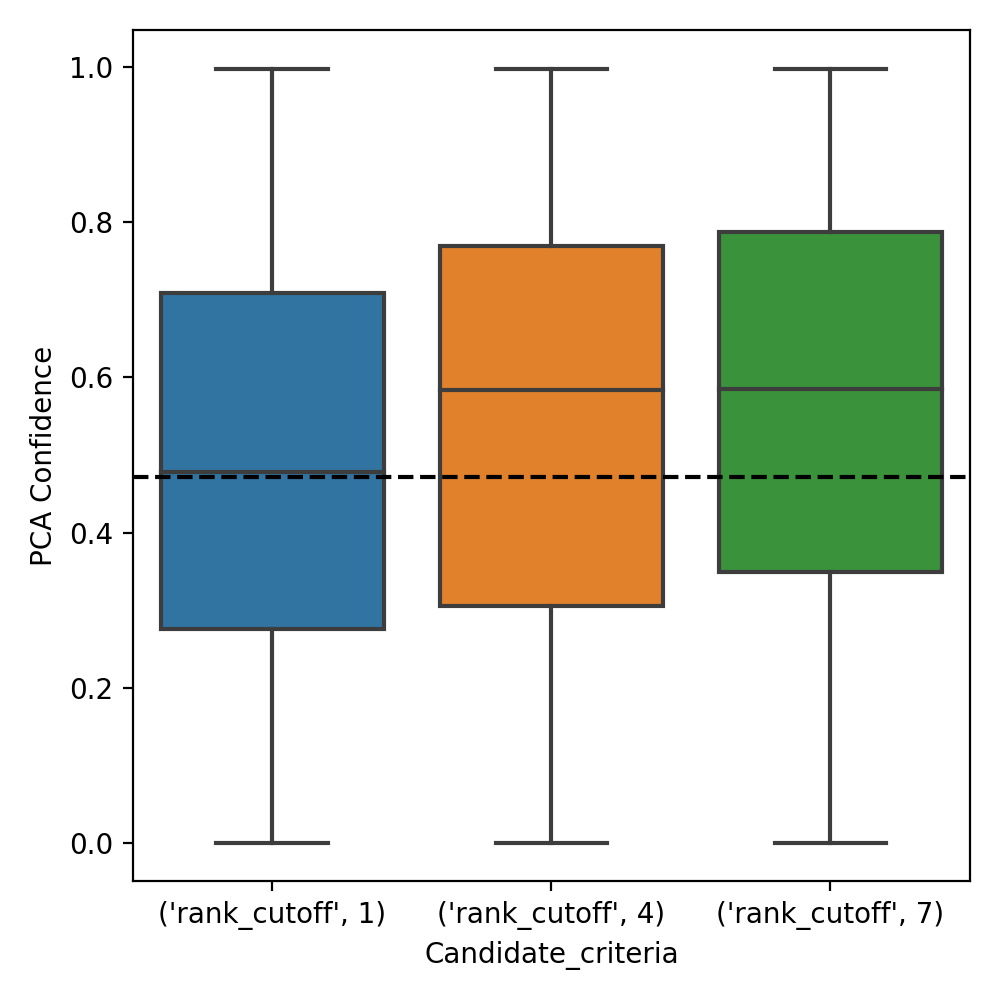 1.0
0.8
0.6
0.4
0.2
0.0
PCA Confidence
('rank_cutoff', 1) ('rank_cutoff', 4) ('rank_cutoff', 7)
Candidate_criteria